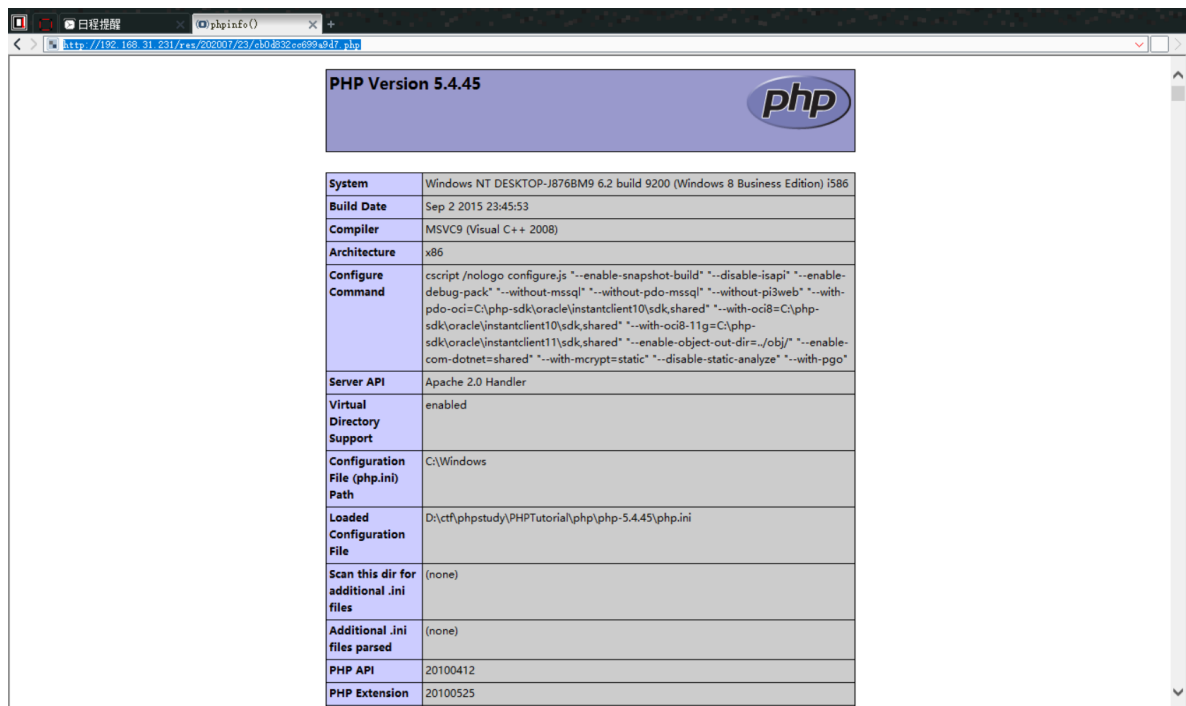 日程提醒
phpinfo()
http://192.168.31.231/res/202007/23/cb0d832cc699a9d7.php
PHP Version 5.4.45
php
System Windows NT DESKTOP-J876BM9 6.2 build 9200 (Windows 8 Business Edition) i586
Build Date Sep 2 2015 23:45:53
Compiler MSVC9 (Visual C++ 2008)
Architecture x86
Configure Command cscript /nologo configure.js "--enable-snapshot-build" "--disable-isapi" "--enable-
debug-pack" "--without-mssql" "--without-pdo-mssql" "--without-pi3web" "--with-
pdo-oci=C:\php-sdk\oracle\instantclient10\sdk,shared" "--with-oci8=C:\php-
sdk\oracle\instantclient10\sdk,shared" "--with-oci8-11g=C:\php-
sdk\oracle\instantclient11\sdk,shared" "--enable-object-out-dir=../obj/" "--enable-
com-dotnet=shared" "--with-mcrypt=static" "--disable-static-analyze" "--with-pgo"
Server API Apache 2.0 Handler
Virtual Directory Support enabled
Configuration File (php.ini) Path C:\Windows
Loaded Configuration File D:\ctf\phpstudy\PHPTutorial\php\php-5.4.45\php.ini
Scan this dir for additional .ini files (none)
Additional .ini files parsed (none)
PHP API 20100412
PHP Extension 20100525